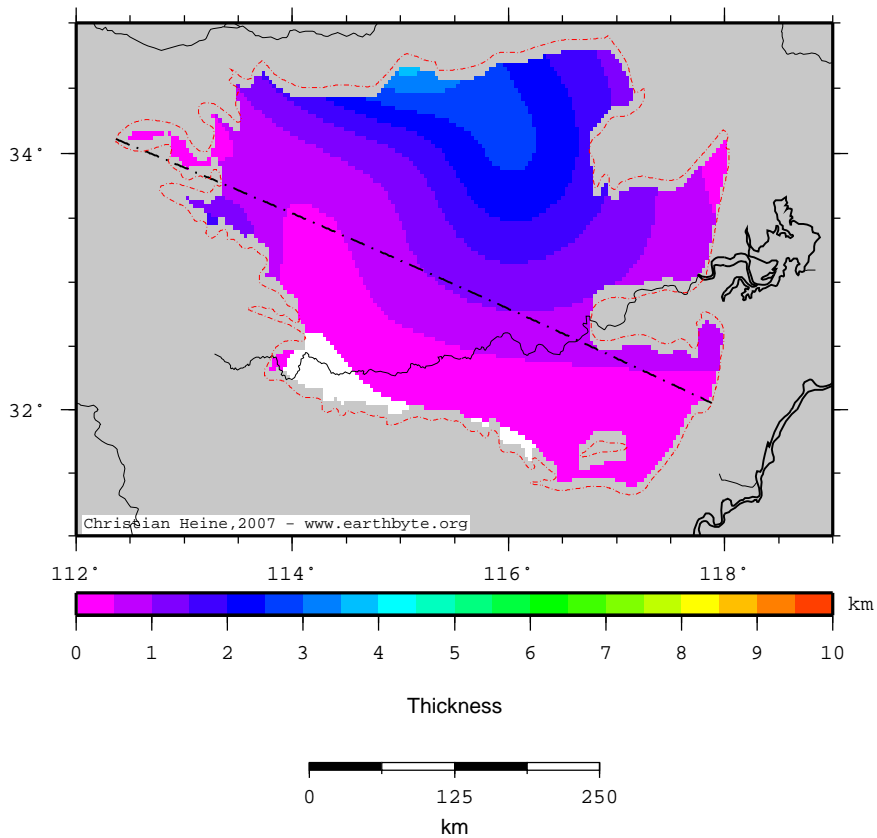 34°
32°
Christian Heine,2007 - www.earthbyte.org
112° 114° 116° 118°
km
0 1 2 3 4 5 6 7 8 9 10
Thickness
0 125 250
km